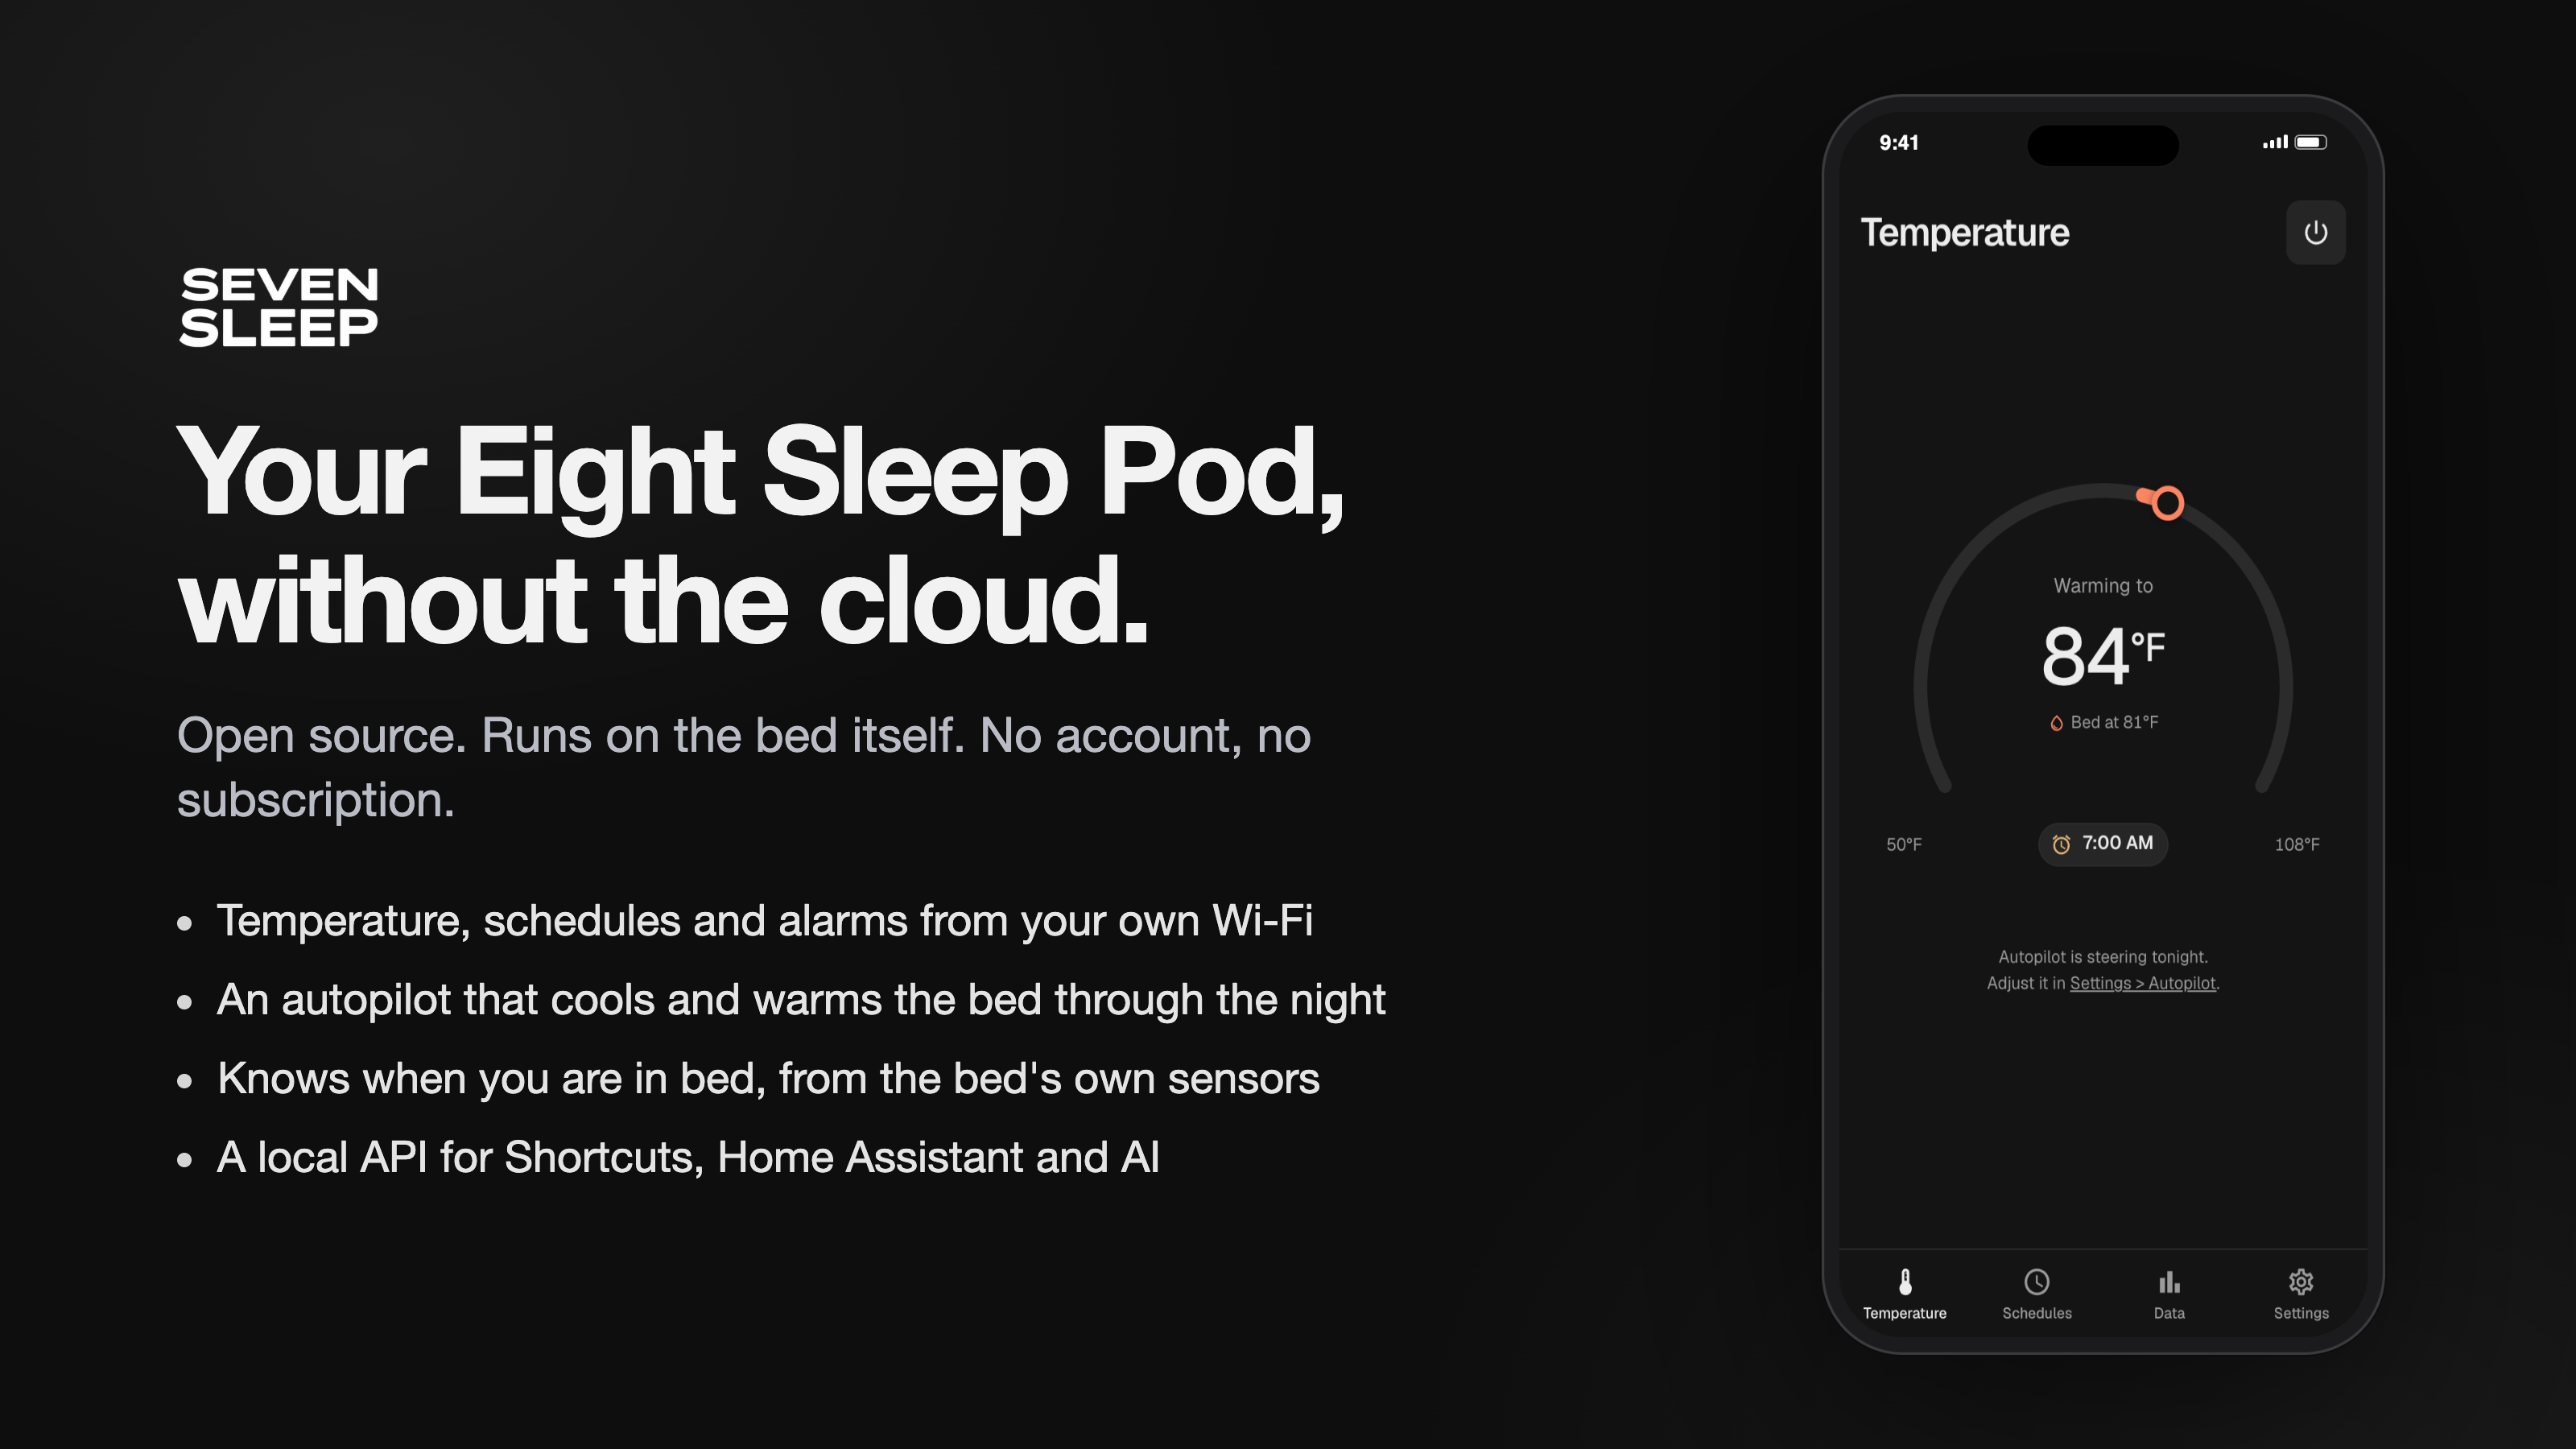 SEVEN
SLEEP
Your Eight Sleep Pod,
without the cloud.
Open source. Runs on the bed itself. No account, no
subscription.
• Temperature, schedules and alarms from your own Wi-Fi
• An autopilot that cools and warms the bed through the night
• Knows when you are in bed, from the bed's own sensors
• A local API for Shortcuts, Home Assistant and AI
9:41
Temperature
Warming to
84°F
Bed at 81°F
50°F
7:00 AM
108°F
Autopilot is steering tonight.
Adjust it in Settings > Autopilot.
Temperature
Schedules
Data
Settings